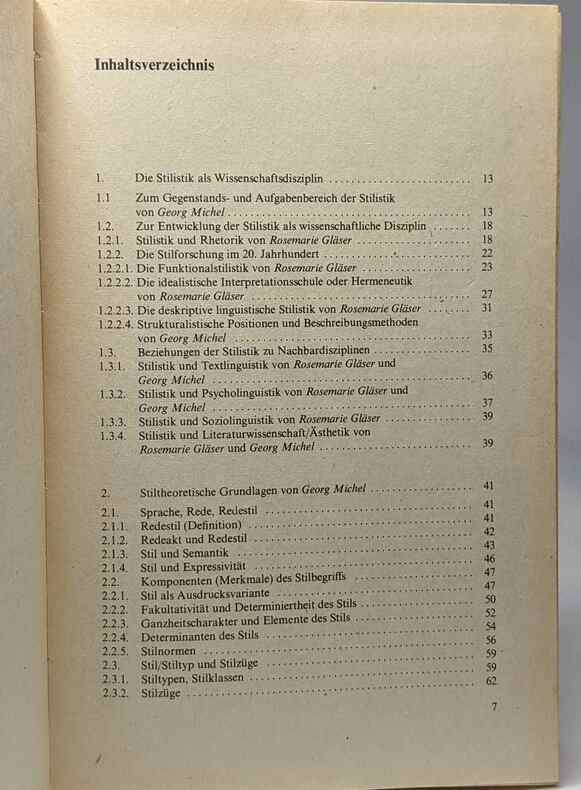 Inhaltsverzeichnis
1. Die Stilistik als Wissenschaftsdisziplin . . . . . . . . . . . . . . . . . . . . . . . . 13
1.1 Zum Gegenstands- und Aufgabenbereich der Stilistik
von Georg Michel . . . . . . . . . . . . . . . . . . . . . . . . . . . . . . . . . . . . . . . . . 13
1.2. Zur Entwicklung der Stilistik als wissenschaftliche Disziplin . . . . . . . 18
1.2.1. Stilistik und Rhetorik von Rosemarie Gläser . . . . . . . . . . . . . . . . . . . 18
1.2.2. Die Stilforschung im 20. Jahrhundert . . . . . . . . . . . . . . . . . . . . . . . . . 22
1.2.2.1. Die Funktionalstilistik von Rosemarie Gläser . . . . . . . . . . . . . . . . . . 23
1.2.2.2. Die idealistische Interpretationsschule oder Hermeneutik
von Rosemarie Gläser . . . . . . . . . . . . . . . . . . . . . . . . . . . . . . . . . . . . . 27
1.2.2.3. Die deskriptive linguistische Stilistik von Rosemarie Gläser . . . . . . . 31
1.2.2.4. Strukturalistische Positionen und Beschreibungsmethoden
von Georg Michel . . . . . . . . . . . . . . . . . . . . . . . . . . . . . . . . . . . . . . . . . 33
1.3. Beziehungen der Stilistik zu Nachbardisziplinen . . . . . . . . . . . . . . . . 35
1.3.1. Stilistik und Textlinguistik von Rosemarie Gläser und
Georg Michel . . . . . . . . . . . . . . . . . . . . . . . . . . . . . . . . . . . . . . . . . . . . 36
1.3.2. Stilistik und Psycholinguistik von Rosemarie Gläser und
Georg Michel . . . . . . . . . . . . . . . . . . . . . . . . . . . . . . . . . . . . . . . . . . . . 37
1.3.3. Stilistik und Soziolinguistik von Rosemarie Gläser . . . . . . . . . . . . . . 39
1.3.4. Stilistik und Literaturwissenschaft/Ästhetik von
Rosemarie Gläser und Georg Michel . . . . . . . . . . . . . . . . . . . . . . . . . . 39
2. Stiltheoretische Grundlagen von Georg Michel . . . . . . . . . . . . . . . . . 41
2.1. Sprache, Rede, Redestil . . . . . . . . . . . . . . . . . . . . . . . . . . . . . . . . . . . 41
2.1.1. Redestil (Definition) . . . . . . . . . . . . . . . . . . . . . . . . . . . . . . . . . . . . . . 41
2.1.2. Redeakt und Redestil . . . . . . . . . . . . . . . . . . . . . . . . . . . . . . . . . . . . . 42
2.1.3. Stil und Semantik . . . . . . . . . . . . . . . . . . . . . . . . . . . . . . . . . . . . . . . . 43
2.1.4. Stil und Expressivität . . . . . . . . . . . . . . . . . . . . . . . . . . . . . . . . . . . . . 46
2.2. Komponenten (Merkmale) des Stilbegriffs . . . . . . . . . . . . . . . . . . . . . 47
2.2.1. Stil als Ausdrucksvariante . . . . . . . . . . . . . . . . . . . . . . . . . . . . . . . . . 47
2.2.2. Fakultativität und Determiniertheit des Stils . . . . . . . . . . . . . . . . . . . 50
2.2.3. Ganzheitscharakter und Elemente des Stils . . . . . . . . . . . . . . . . . . . . 52
2.2.4. Determinanten des Stils . . . . . . . . . . . . . . . . . . . . . . . . . . . . . . . . . . . 54
2.2.5. Stilnormen . . . . . . . . . . . . . . . . . . . . . . . . . . . . . . . . . . . . . . . . . . . . . 56
2.3. Stil/Stiltyp und Stilzüge . . . . . . . . . . . . . . . . . . . . . . . . . . . . . . . . . . . 59
2.3.1. Stiltypen, Stilklassen . . . . . . . . . . . . . . . . . . . . . . . . . . . . . . . . . . . . . 59
2.3.2. Stilzüge . . . . . . . . . . . . . . . . . . . . . . . . . . . . . . . . . . . . . . . . . . . . . . . . 62
7